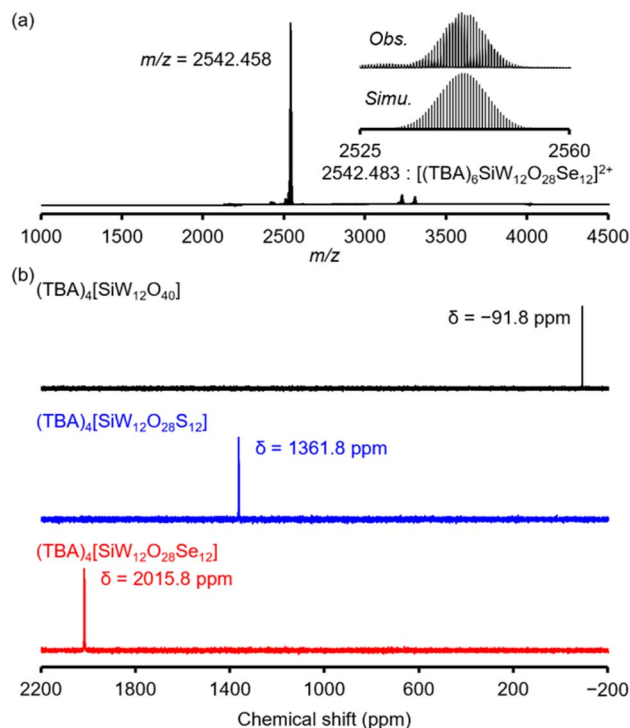 (a)
m/z = 2542.458
Obs.
Simu.
2525 2560
2542.483 : [(TBA)₆SiW₁₂O₂₈Se₁₂]²⁺
1000 1500 2000 2500 3000 3500 4000 4500
m/z
(b)
(TBA)₄[SiW₁₂O₄₀]
δ = −91.8 ppm
(TBA)₄[SiW₁₂O₂₈S₁₂]
δ = 1361.8 ppm
(TBA)₄[SiW₁₂O₂₈Se₁₂]
δ = 2015.8 ppm
2200 1800 1400 1000 600 200 −200
Chemical shift (ppm)